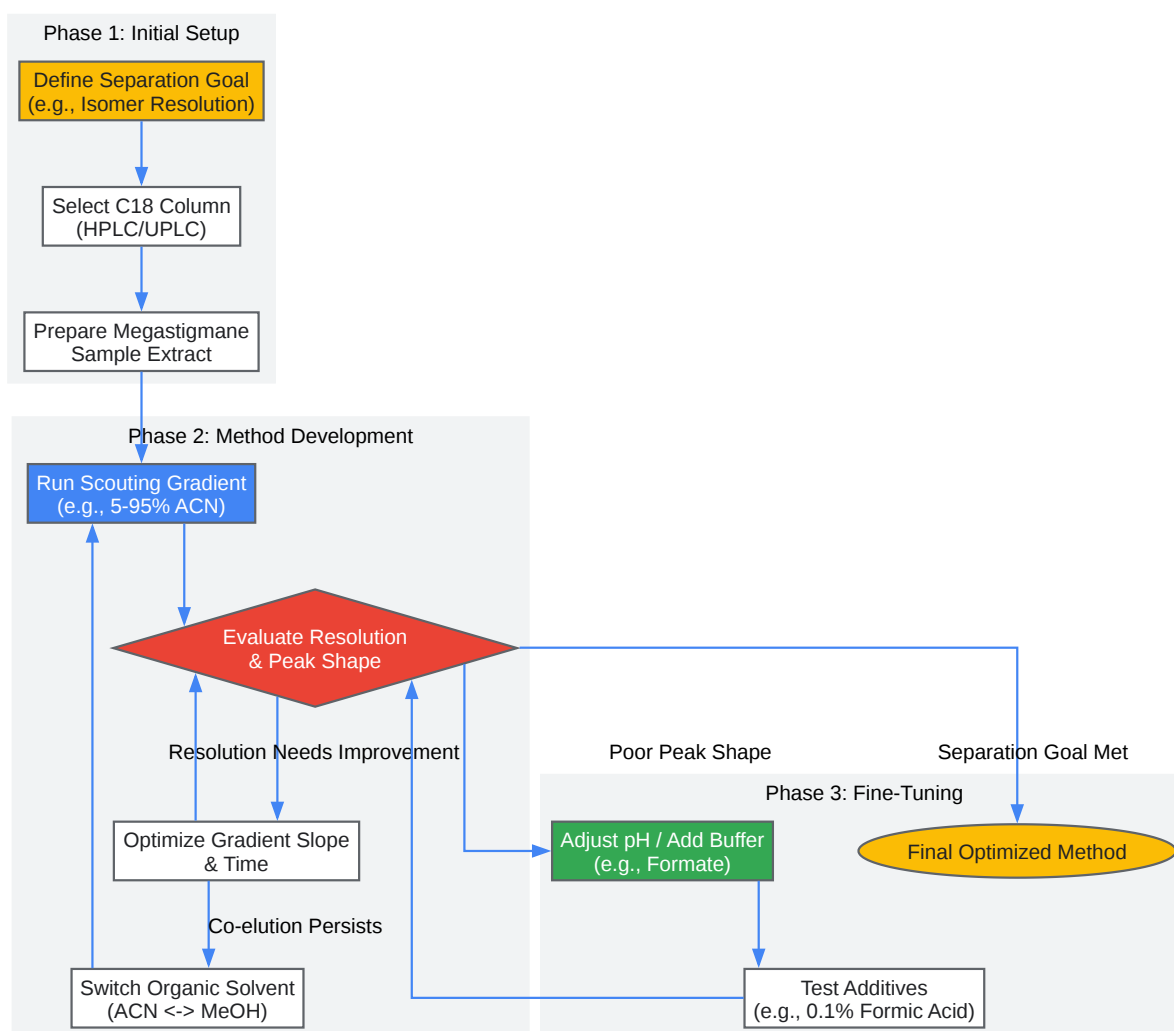 Phase 1: Initial Setup
Define Separation Goal
(e.g., Isomer Resolution)
Select C18 Column
(HPLC/UPLC)
Prepare Megastigmane
Sample Extract
Phase 2: Method Development
Run Scouting Gradient
(e.g., 5-95% ACN)
Evaluate Resolution
& Peak Shape
Resolution Needs Improvement
Poor Peak Shape
Separation Goal Met
Phase 3: Fine-Tuning
Optimize Gradient Slope
& Time
Adjust pH / Add Buffer
(e.g., Formate)
Final Optimized Method
Co-elution Persists
Switch Organic Solvent
(ACN <-> MeOH)
Test Additives
(e.g., 0.1% Formic Acid)